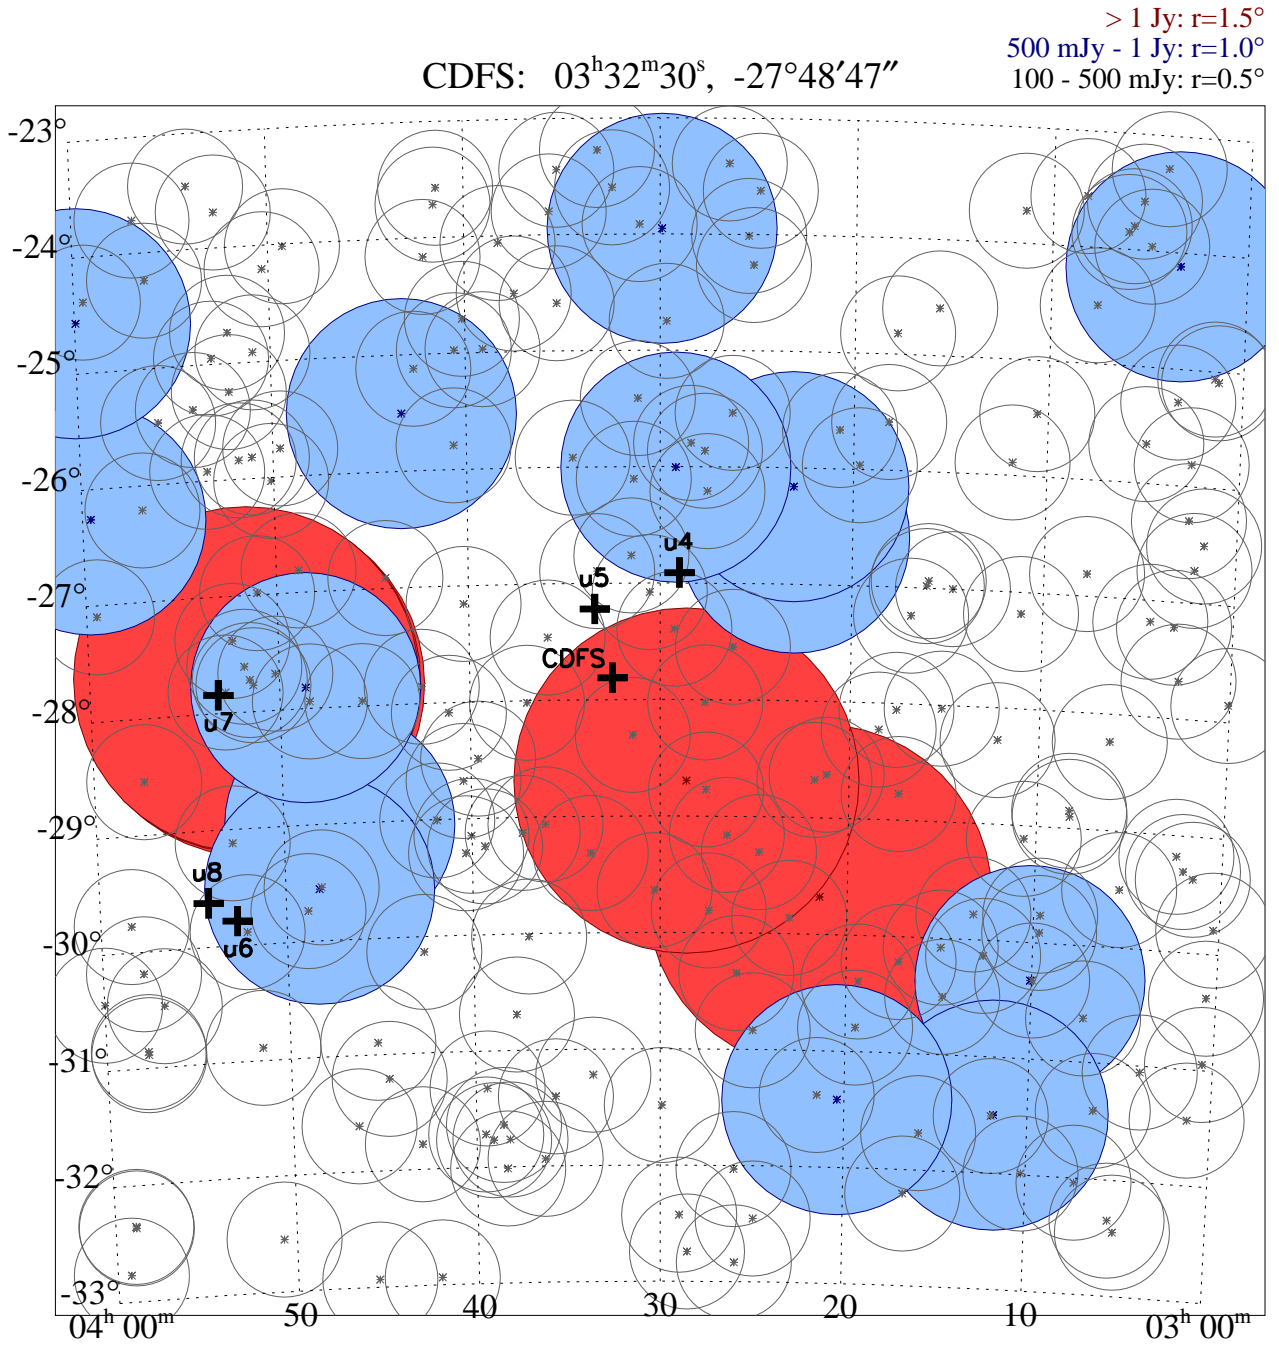 > 1 Jy: r=1.5°
500 mJy - 1 Jy: r=1.0°
100 - 500 mJy: r=0.5°
CDFS: 03ʰ32ᵐ30ˢ, -27°48′47″
-23°
-24°
-25°
-26°
u4
u5
-27°
CDFS
-28°
u7
-29°
u8
u6
-30°
-31°
-32°
-33°
04ʰ 00ᵐ 50 40 30 20 10 03ʰ 00ᵐ